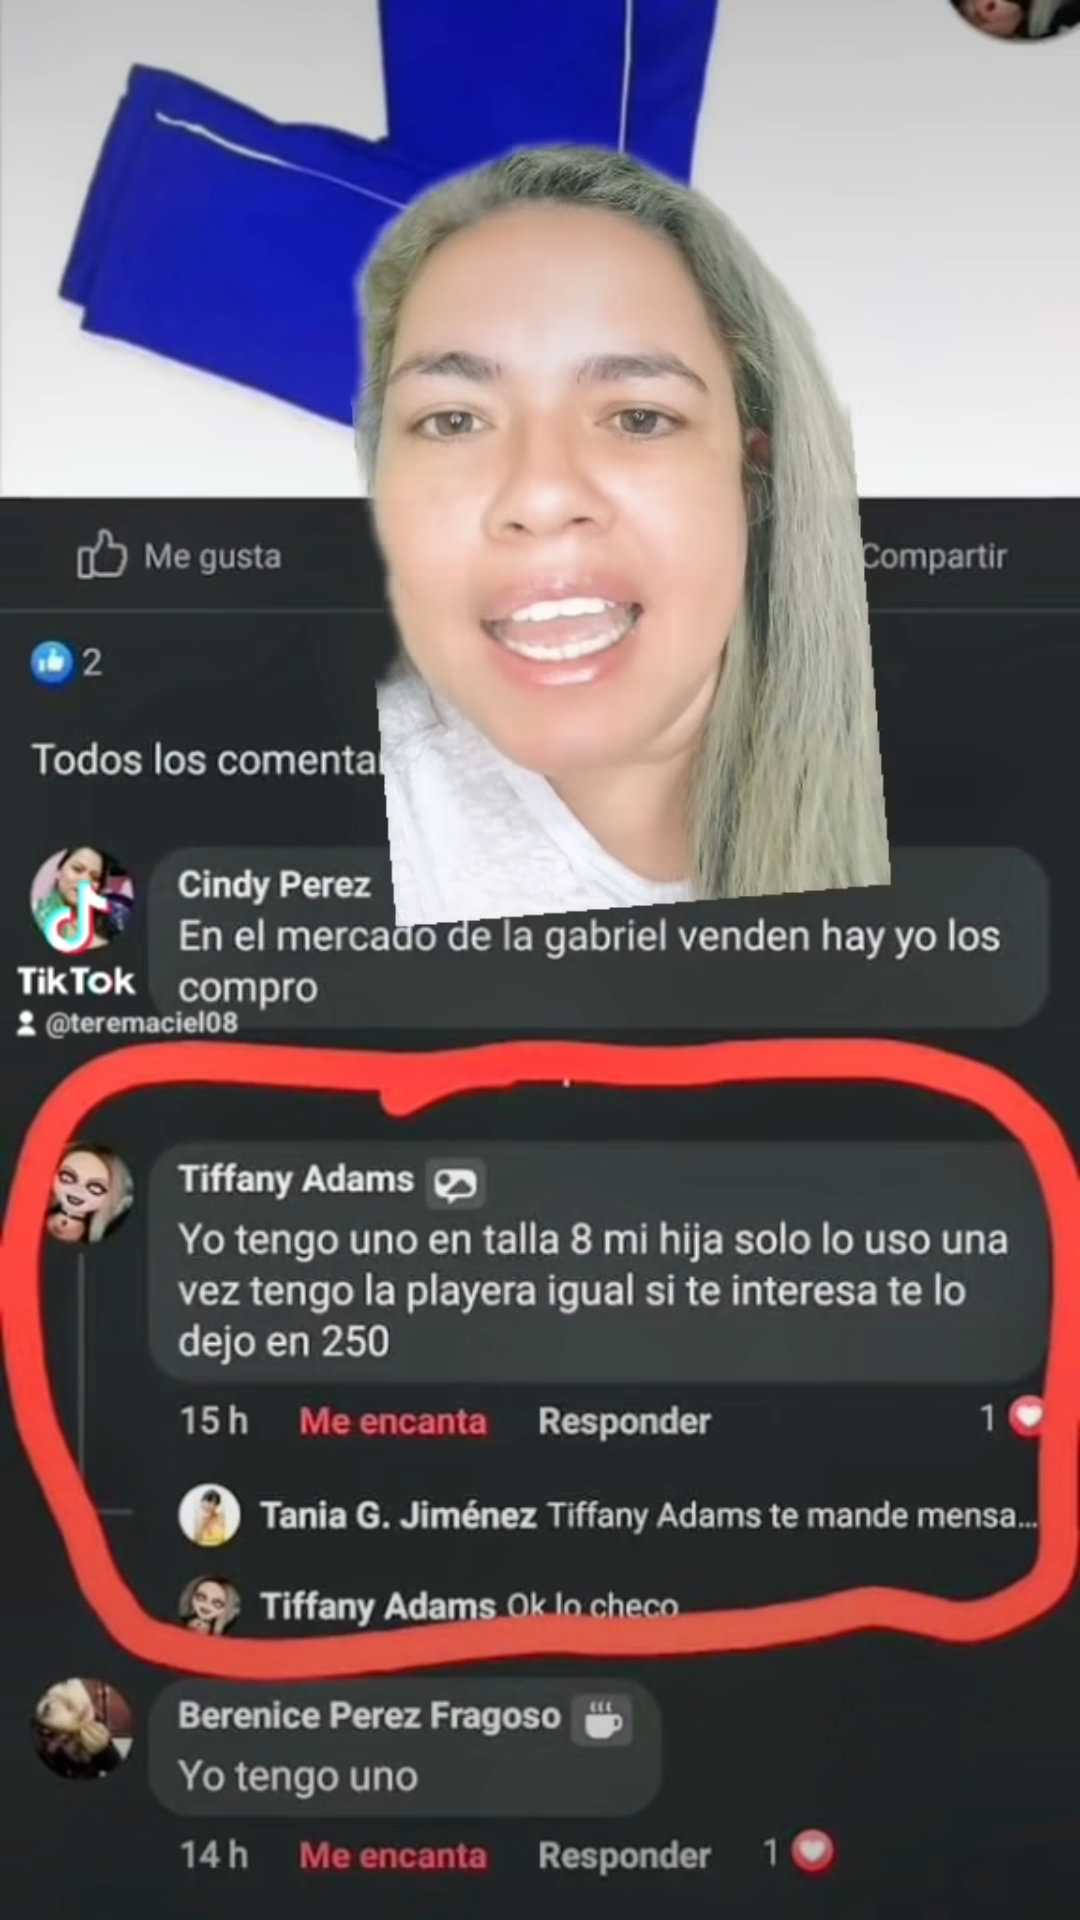 Me gusta
Compartir
2
Todos los comenta
Cindy Perez
En el mercado de la gabriel venden hay yo los
compro
TikTok
@teremaciel08
Tiffany Adams
Yo tengo uno en talla 8 mi hija solo lo uso una
vez tengo la playera igual si te interesa te lo
dejo en 250
15 h Me encanta Responder 1
Tania G. Jiménez Tiffany Adams te mande mensa...
Tiffany Adams Ok lo checo
Berenice Perez Fragoso
Yo tengo uno
14 h Me encanta Responder 1